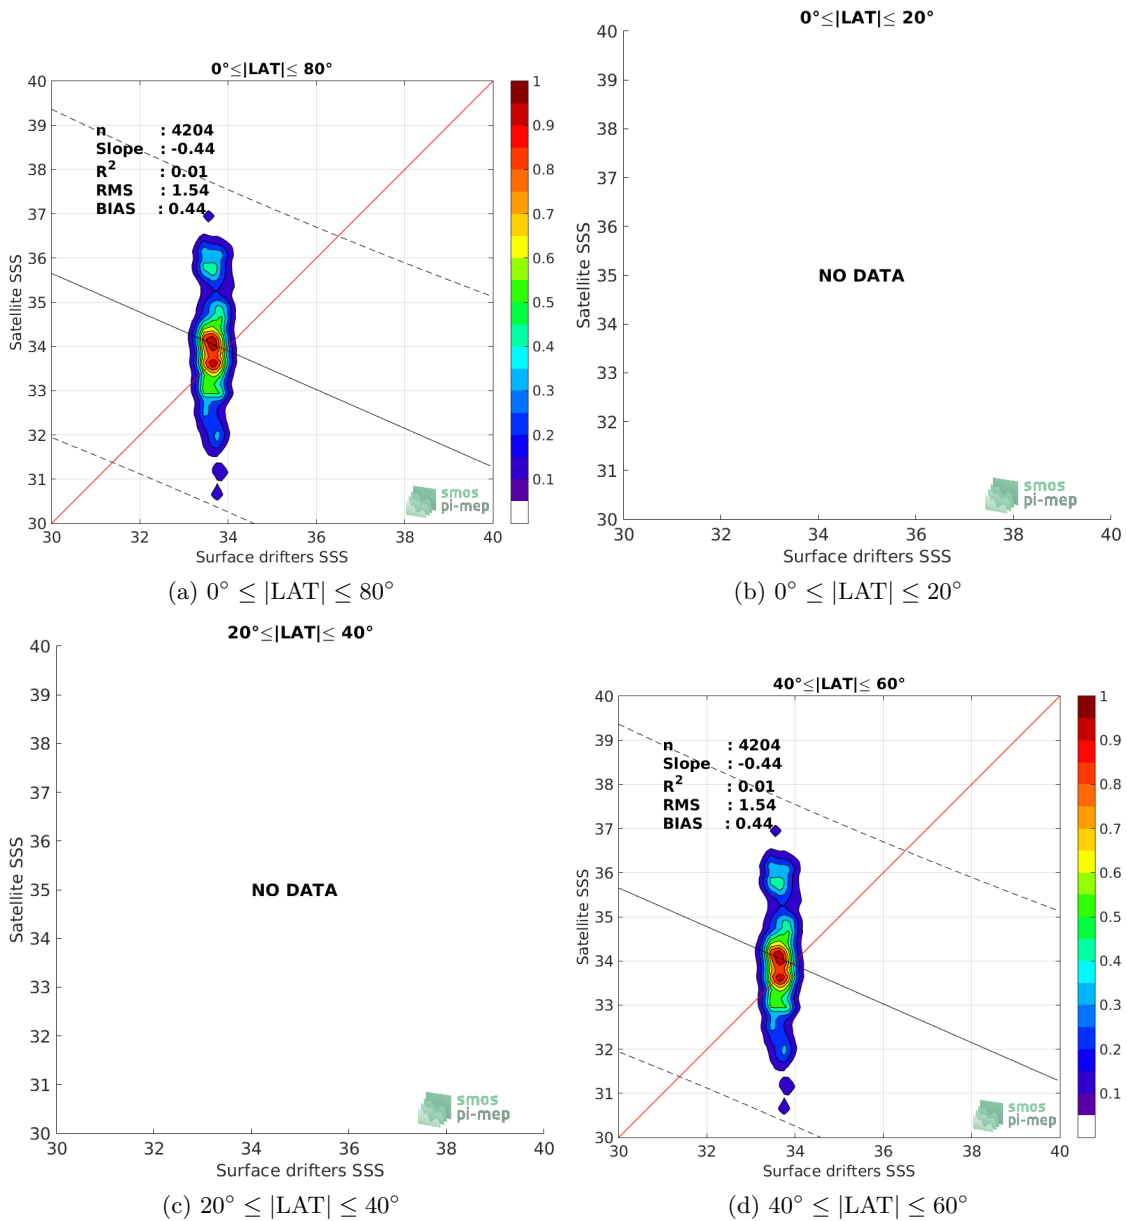 0°≤|LAT|≤ 80°
40
39
38
37
36
35
34
33
32
31
30
30
32
34
36
38
40
Satellite SSS
Surface drifters SSS
n : 4204
Slope : -0.44
R² : 0.01
RMS : 1.54
BIAS : 0.44
1
0.9
0.8
0.7
0.6
0.5
0.4
0.3
0.2
0.1
smos
pi-mep
(a) 0° ≤ |LAT| ≤ 80°
0°≤|LAT|≤ 20°
40
39
38
37
36
35
34
33
32
31
30
30
32
34
36
38
40
Satellite SSS
Surface drifters SSS
NO DATA
smos
pi-mep
(b) 0° ≤ |LAT| ≤ 20°
20°≤|LAT|≤ 40°
40
39
38
37
36
35
34
33
32
31
30
30
32
34
36
38
40
Satellite SSS
Surface drifters SSS
NO DATA
smos
pi-mep
(c) 20° ≤ |LAT| ≤ 40°
40°≤|LAT|≤ 60°
40
39
38
37
36
35
34
33
32
31
30
30
32
34
36
38
40
Satellite SSS
Surface drifters SSS
n : 4204
Slope : -0.44
R² : 0.01
RMS : 1.54
BIAS : 0.44
1
0.9
0.8
0.7
0.6
0.5
0.4
0.3
0.2
0.1
smos
pi-mep
(d) 40° ≤ |LAT| ≤ 60°